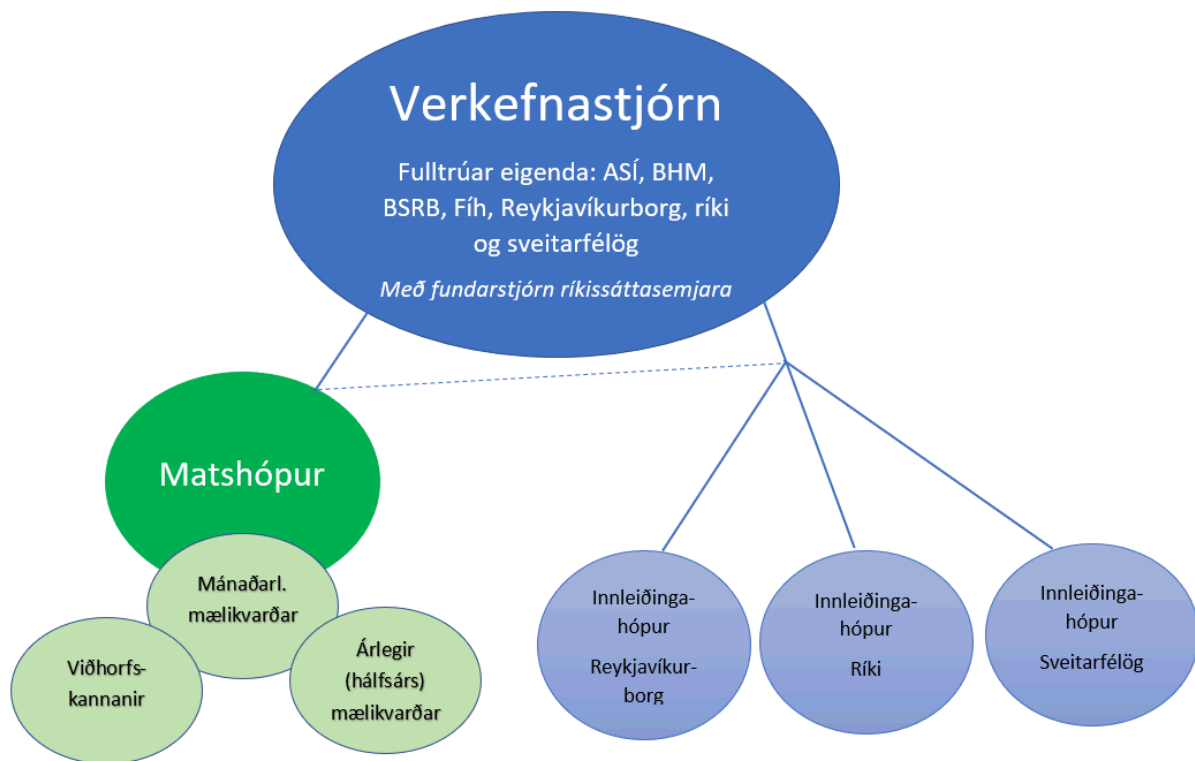 Verkefnastjórn
Fulltrúar eigenda: ASÍ, BHM,
BSRB, Fíh, Reykjavíkurborg, ríki
og sveitarfélög
Með fundarstjórn ríkissáttasemjara
Matshópur
Mánaðarl.
mælikvarðar
Viðhorfs-
kannanir
Árlegir
(hálfsárs)
mælikvarðar
Innleiðinga-
hópur
Reykjavíkur-
borg
Innleiðinga-
hópur
Ríki
Innleiðinga-
hópur
Sveitarfélög